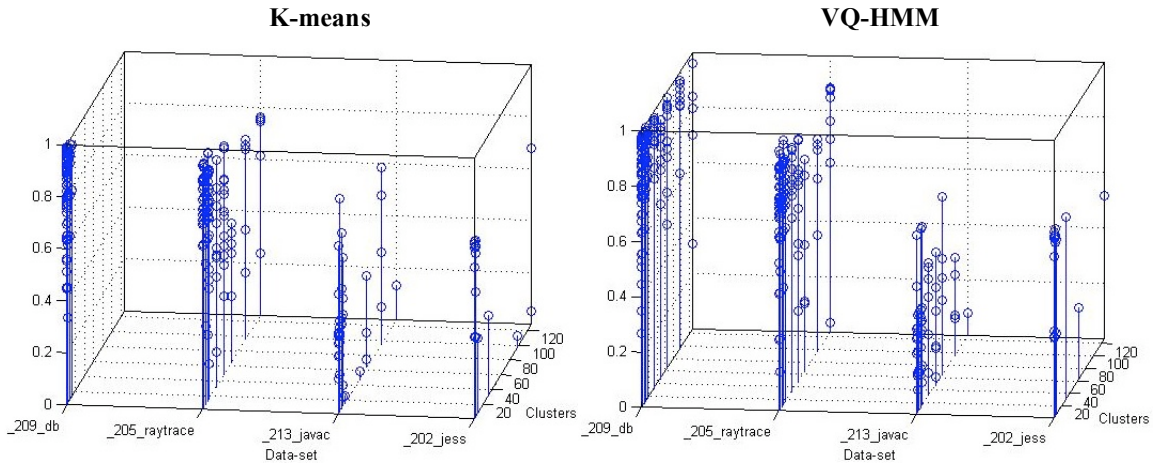 K-means
VQ-HMM
1
0.8
0.6
0.4
0.2
0
120
100
80
60
40
20
Clusters
_209_db
_205_raytrace
_213_javac
_202_jess
Data-set
1
0.8
0.6
0.4
0.2
0
120
100
80
60
40
20
Clusters
_209_db
_205_raytrace
_213_javac
_202_jess
Data-set